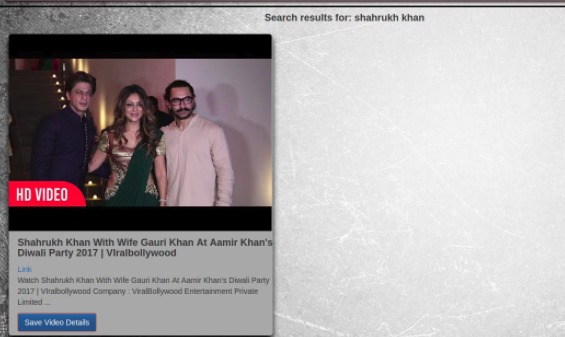 Search results for: shahrukh khan
HD VIDEO
Shahrukh Khan With Wife Gauri Khan At Aamir Khan's
Diwali Party 2017 | VIralbollywood
Link
Watch Shahrukh Khan With Wife Gauri Khan At Aamir Khan's Diwali Party
2017 | VIralbollywood Company : ViralBollywood Entertainment Private
Limited ...
Save Video Details